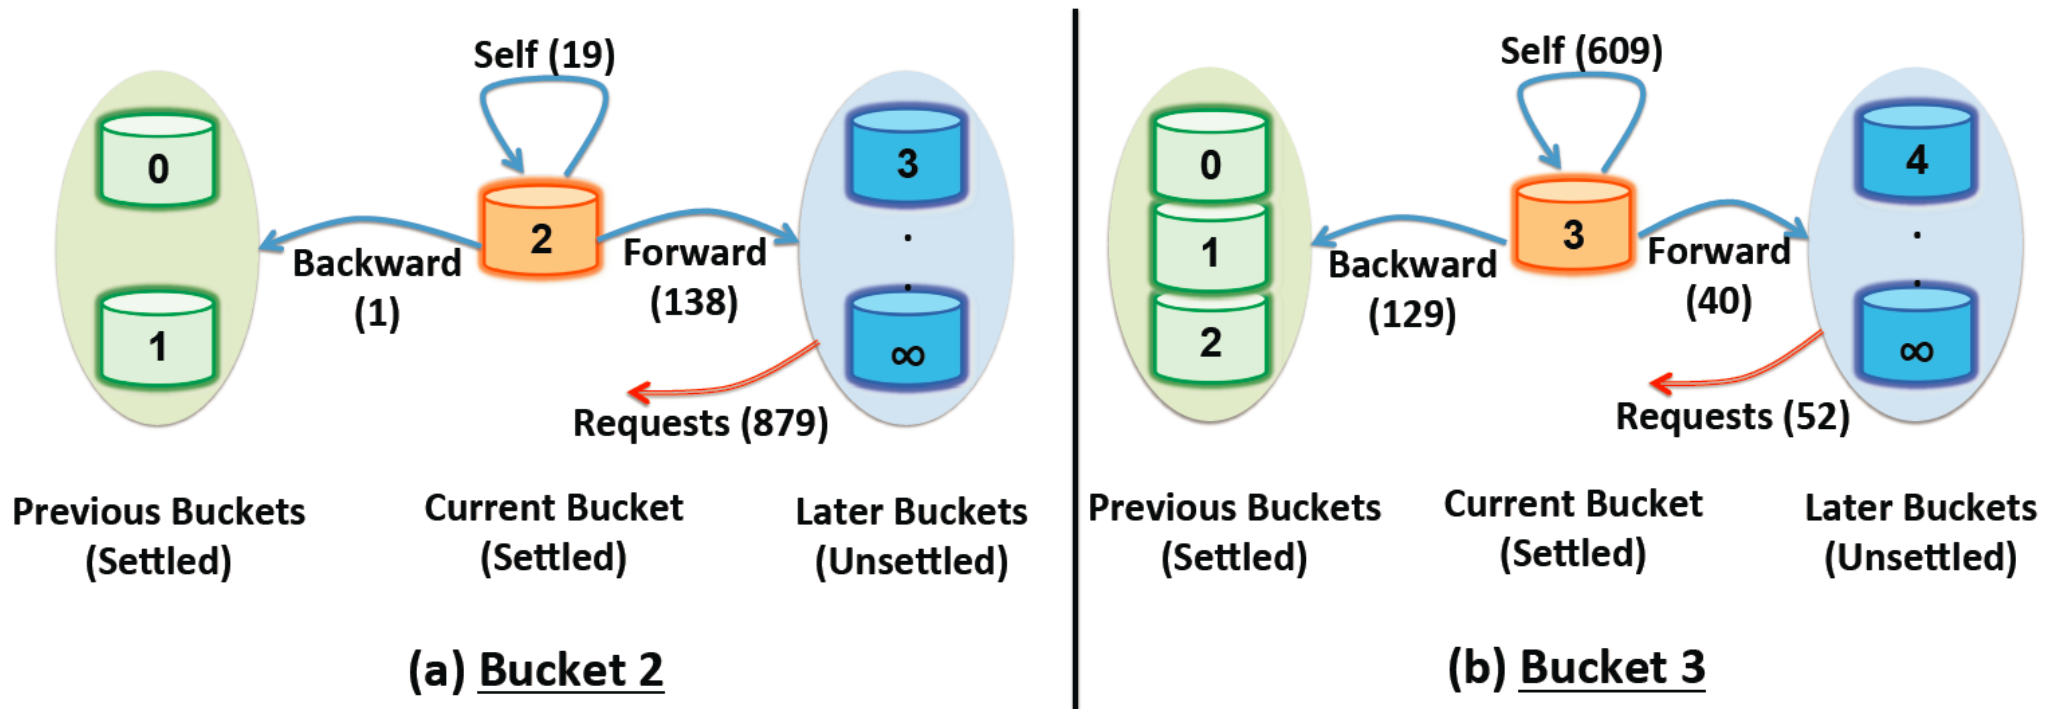 Self (19)
0
1
2
3
.
.
∞
Backward
(1)
Forward
(138)
Requests (879)
Previous Buckets
(Settled)
Current Bucket
(Settled)
Later Buckets
(Unsettled)
(a) Bucket 2
Self (609)
0
1
2
3
4
.
.
∞
Backward
(129)
Forward
(40)
Requests (52)
Previous Buckets
(Settled)
Current Bucket
(Settled)
Later Buckets
(Unsettled)
(b) Bucket 3